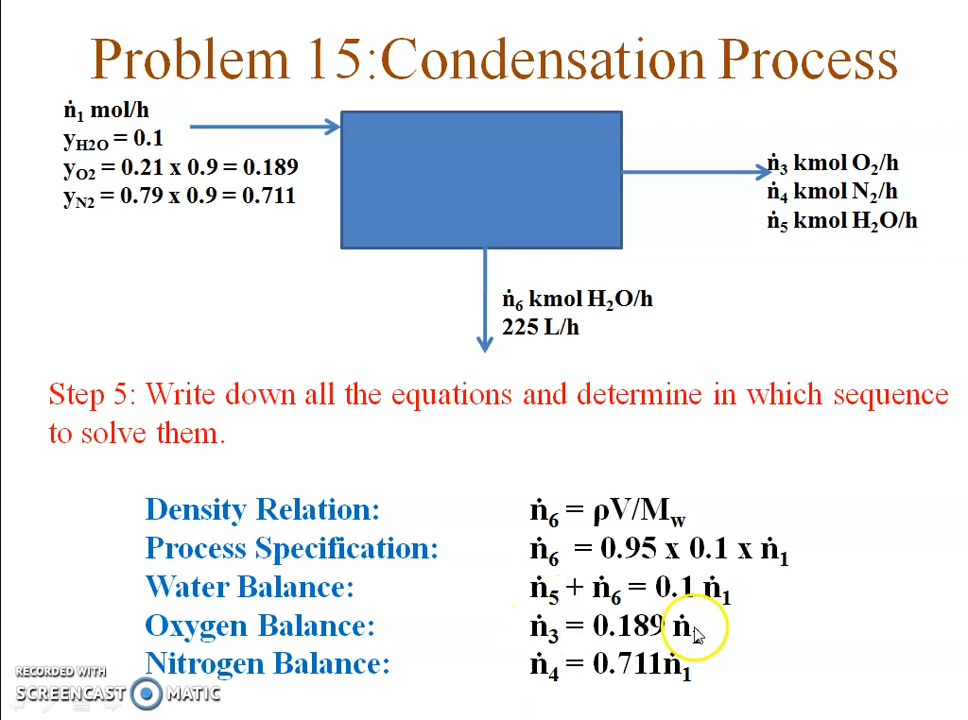 Problem 15:Condensation Process
ṅ₁ mol/h
y_H2O = 0.1
y_O2 = 0.21 x 0.9 = 0.189
y_N2 = 0.79 x 0.9 = 0.711
ṅ₃ kmol O₂/h
ṅ₄ kmol N₂/h
ṅ₅ kmol H₂O/h
ṅ₆ kmol H₂O/h
225 L/h
Step 5: Write down all the equations and determine in which sequence
to solve them.
Density Relation: ṅ₆ = ρV/M_w
Process Specification: ṅ₆ = 0.95 x 0.1 x ṅ₁
Water Balance: ṅ₅ + ṅ₆ = 0.1 ṅ₁
Oxygen Balance: ṅ₃ = 0.189 ṅ₁
Nitrogen Balance: ṅ₄ = 0.711ṅ₁
RECORDED WITH
SCREENCAST MATIC